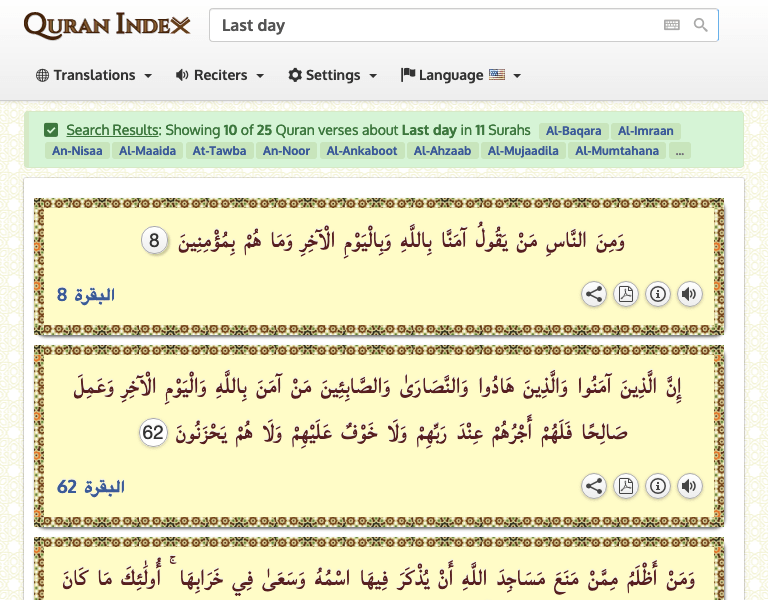 QURAN INDEX
Last day
Translations Reciters Settings Language
Search Results: Showing 10 of 25 Quran verses about Last day in 11 Surahs Al-Baqara Al-Imraan
An-Nisaa Al-Maaida At-Tawba An-Noor Al-Ankaboot Al-Ahzaab Al-Mujaadila Al-Mumtahana ...
وَمِنَ النَّاسِ مَنْ يَقُولُ آمَنَّا بِاللَّهِ وَبِالْيَوْمِ الْآخِرِ وَمَا هُمْ بِمُؤْمِنِينَ 8
البقرة 8
إِنَّ الَّذِينَ آمَنُوا وَالَّذِينَ هَادُوا وَالنَّصَارَىٰ وَالصَّابِئِينَ مَنْ آمَنَ بِاللَّهِ وَالْيَوْمِ الْآخِرِ وَعَمِلَ
صَالِحًا فَلَهُمْ أَجْرُهُمْ عِنْدَ رَبِّهِمْ وَلَا خَوْفٌ عَلَيْهِمْ وَلَا هُمْ يَحْزَنُونَ 62
البقرة 62
وَمَنْ أَظْلَمُ مِمَّنْ مَنَعَ مَسَاجِدَ اللَّهِ أَنْ يُذْكَرَ فِيهَا اسْمُهُ وَسَعَىٰ فِي خَرَابِهَا ۚ أُولَٰئِكَ مَا كَانَ